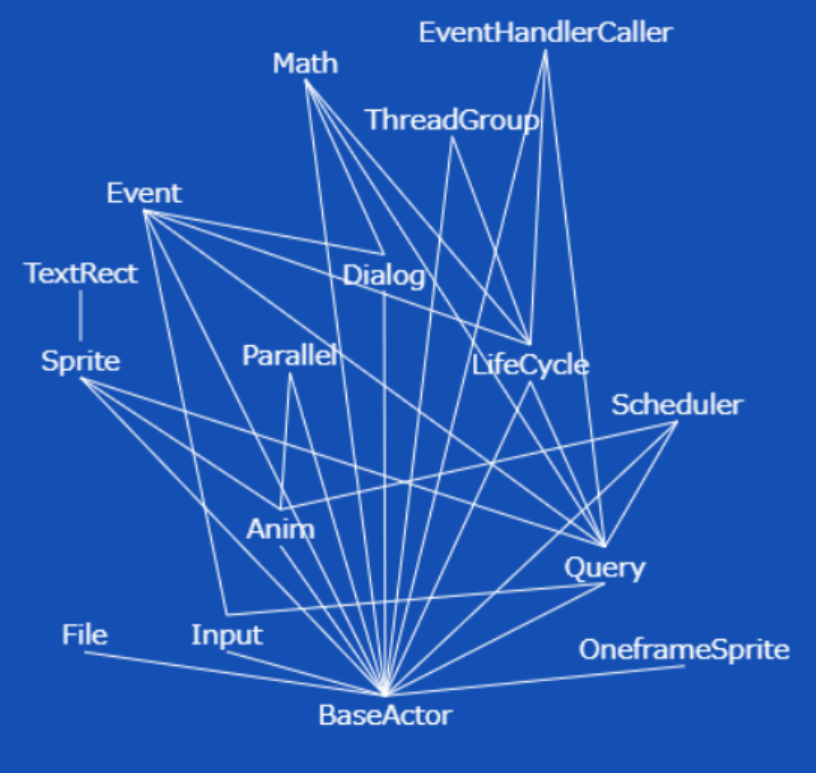 EventHandlerCaller
Math
ThreadGroup
Event
TextRect
Dialog
Sprite
Parallel
LifeCycle
Scheduler
Anim
Query
File
Input
OneframeSprite
BaseActor